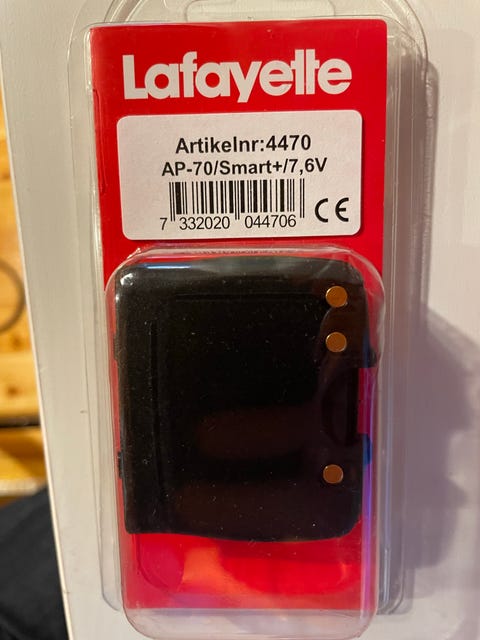 Lafayette
Artikelnr:4470
AP-70/Smart+/7,6V
7 332020 044706
CE